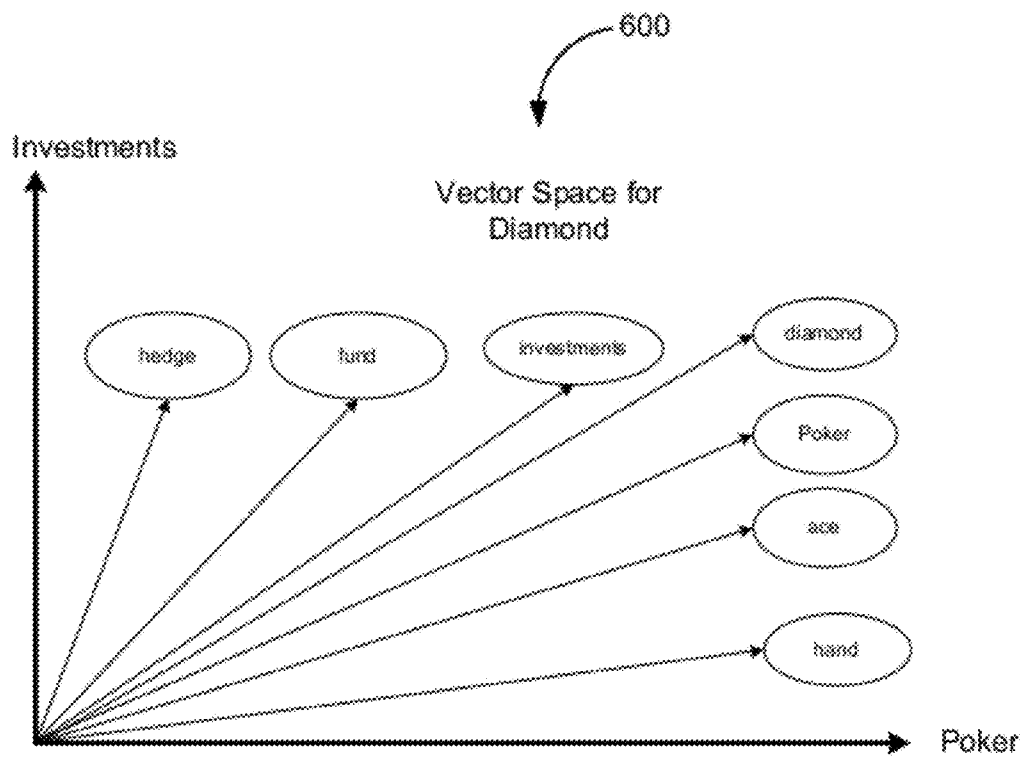 600
Investments
Vector Space for
Diamond
hedge
fund
investments
diamond
Poker
ace
hand
Poker